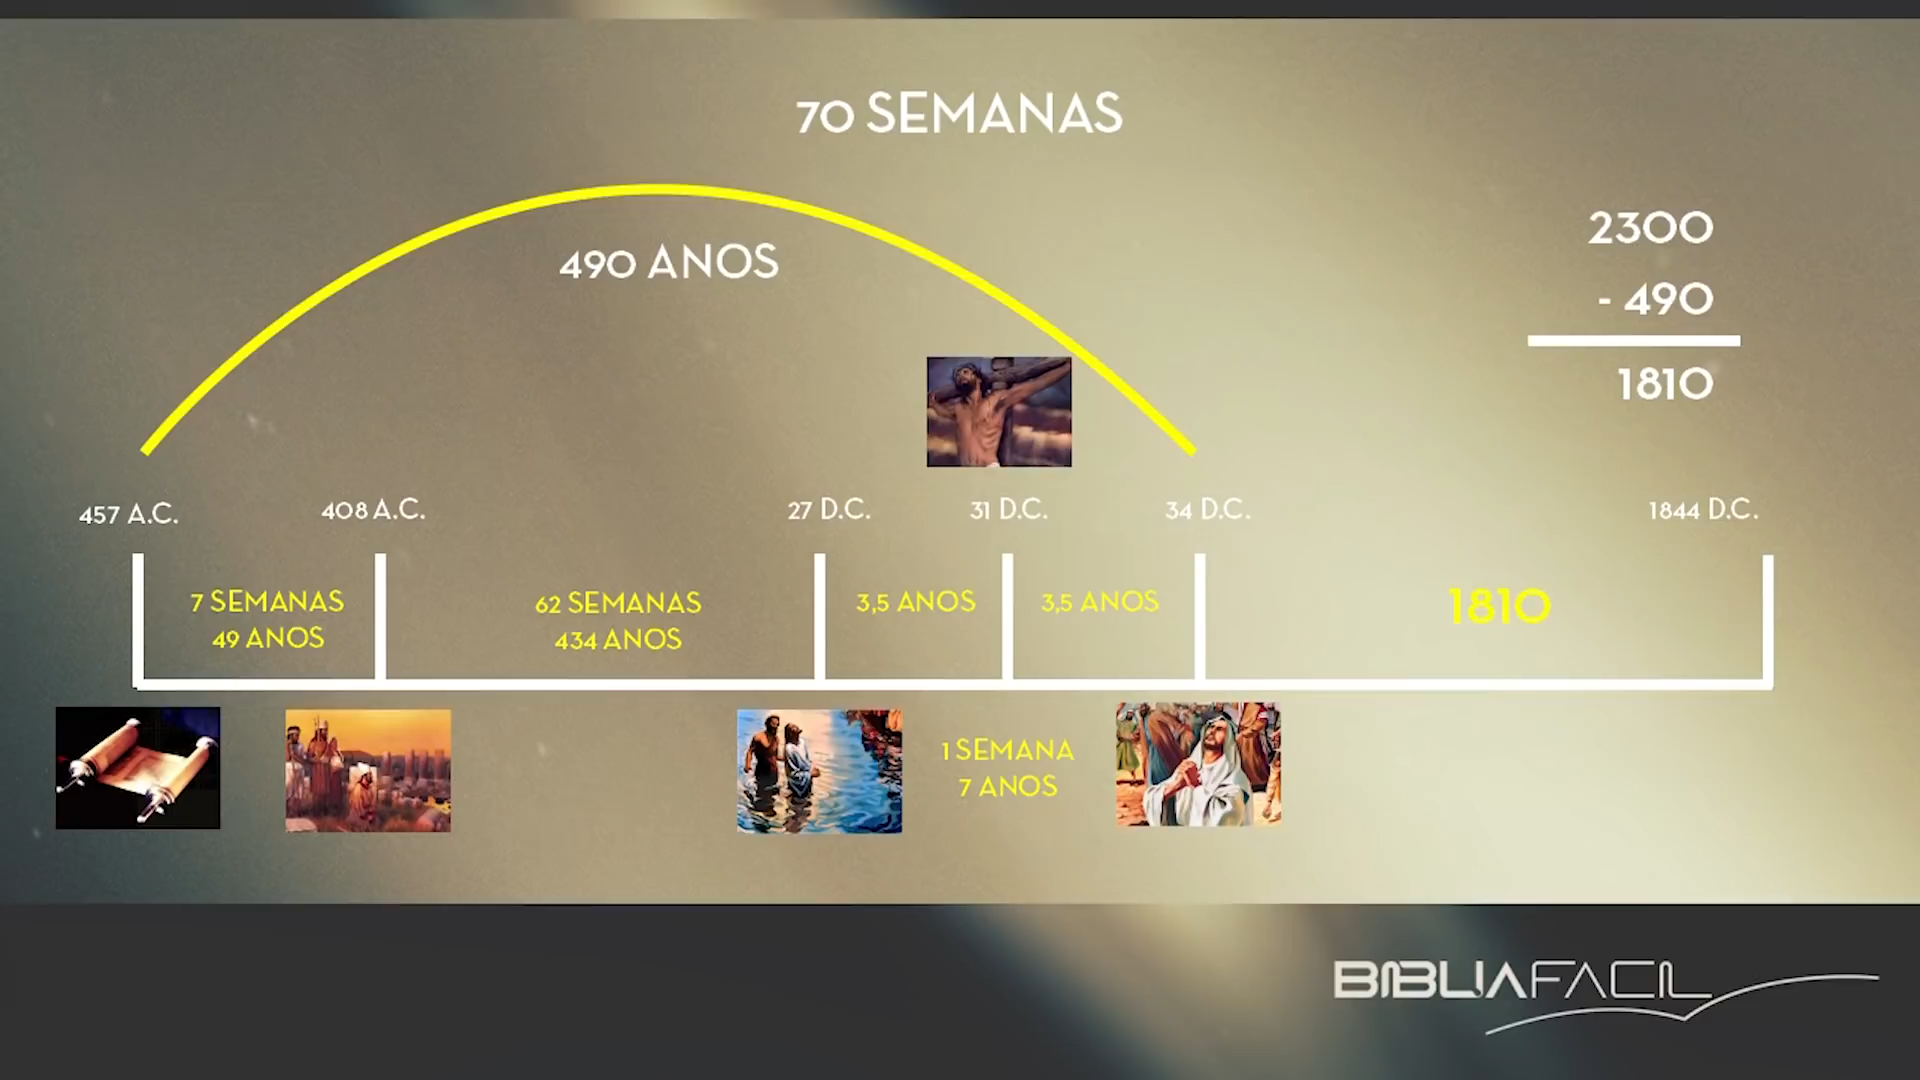 70 SEMANAS
490 ANOS
2300
- 490
1810
457 A.C.
408 A.C.
27 D.C.
31 D.C.
34 D.C.
1844 D.C.
7 SEMANAS
49 ANOS
62 SEMANAS
434 ANOS
3,5 ANOS
3,5 ANOS
1810
1 SEMANA
7 ANOS
BIBLIAFACIL